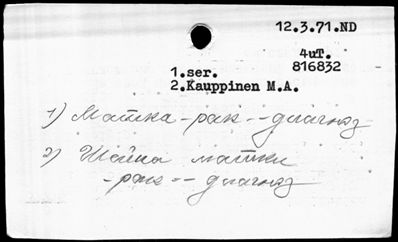 12.3.71.ND
4uT.
816832
1.ser.
2.Kauppinen M.A.
1) Матка - рак -- диагноз
2) Шейка матки
- рак -- диагноз